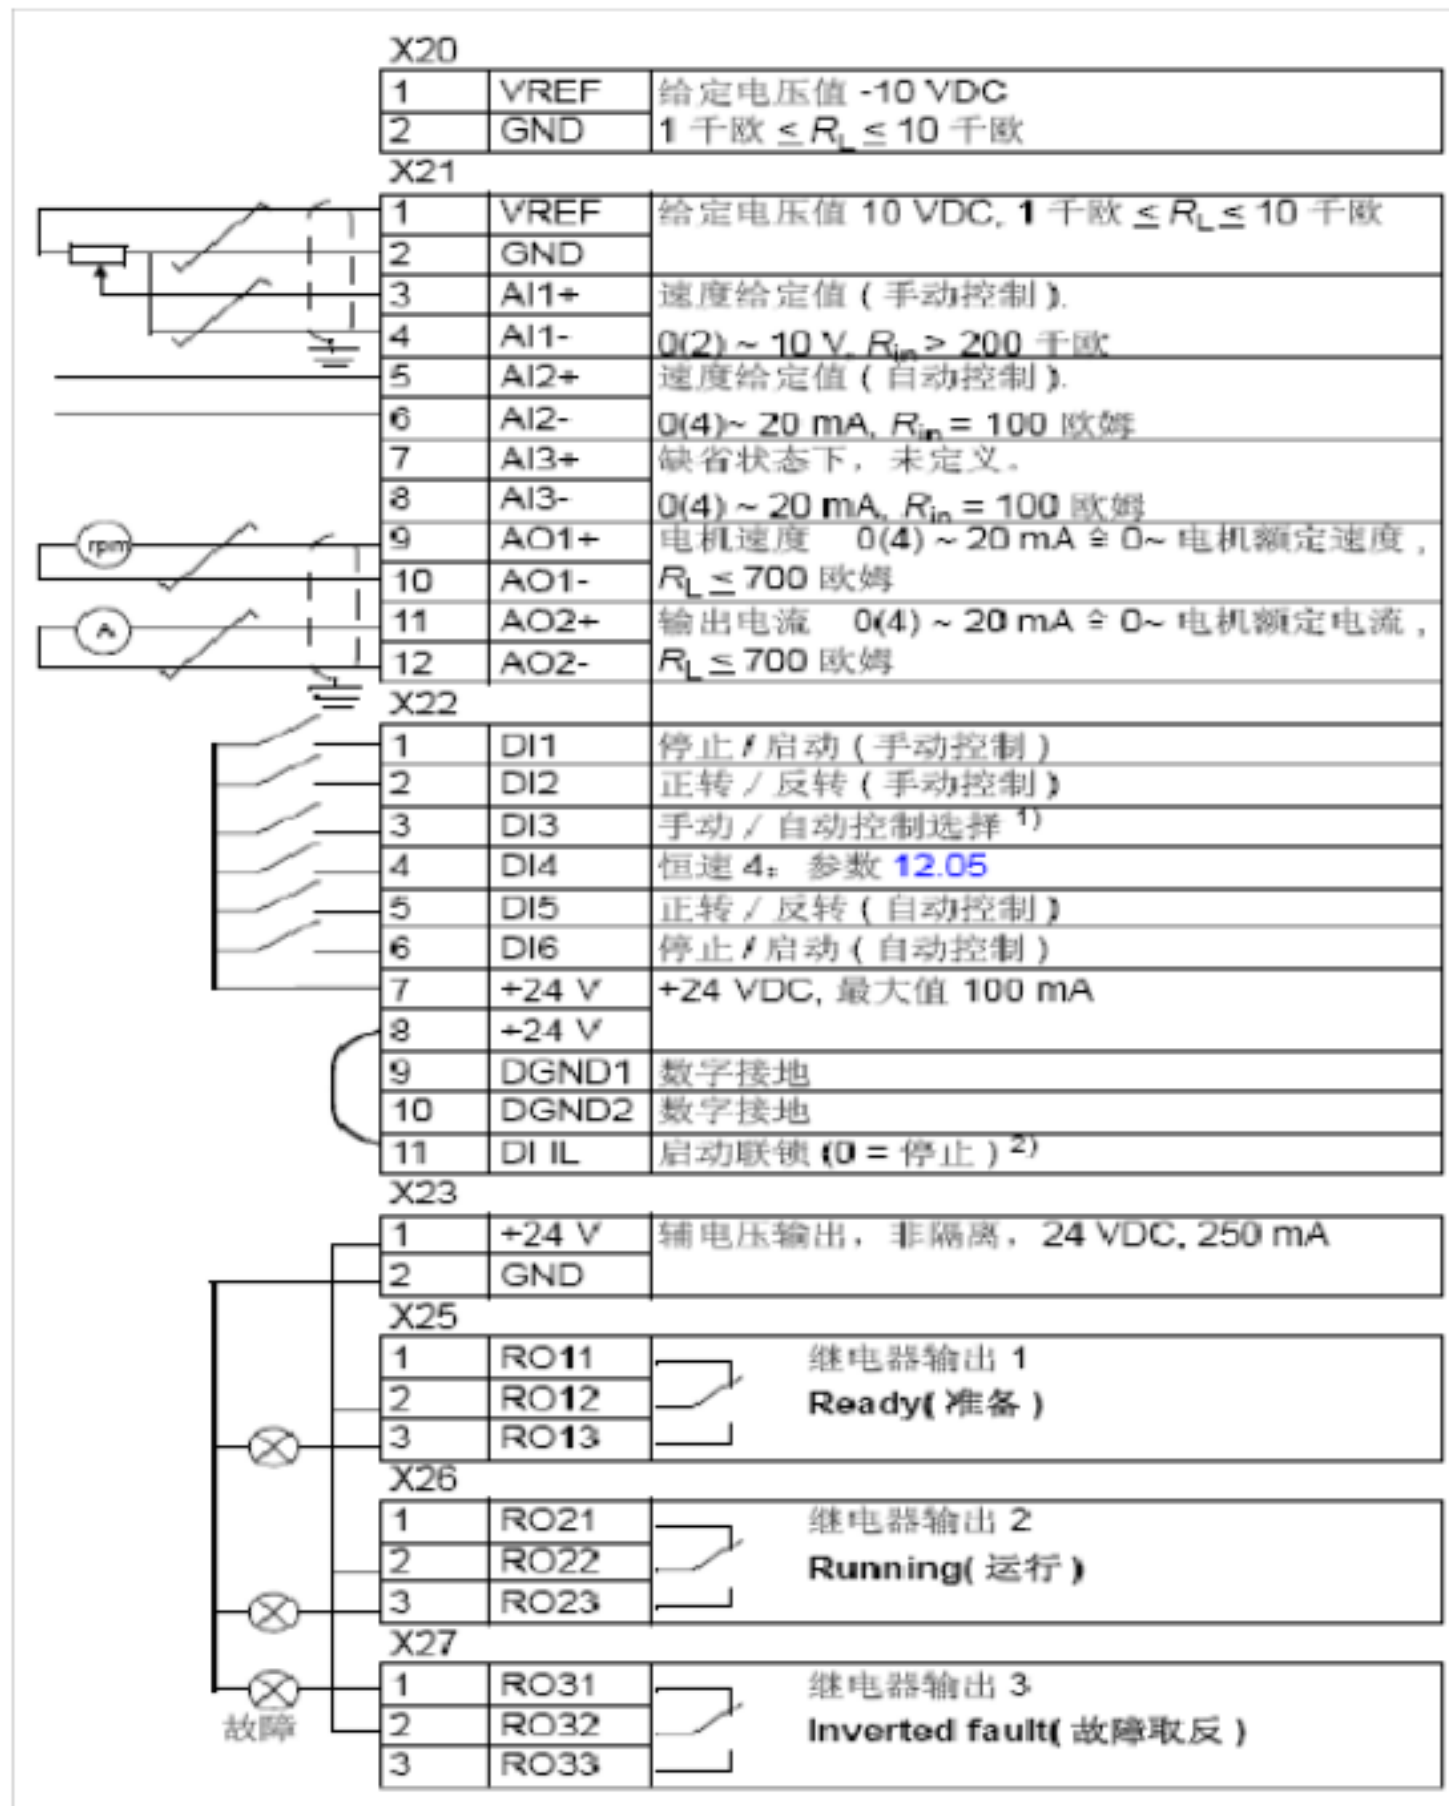 X20
1 VREF 给定电压值 -10 VDC
2 GND 1 千欧 ≤ RL ≤ 10 千欧
X21
1 VREF 给定电压值 10 VDC, 1 千欧 ≤ RL ≤ 10 千欧
2 GND
3 AI1+ 速度给定值 ( 手动控制 ).
4 AI1- 0(2) ~ 10 V, Rin > 200 千欧
5 AI2+ 速度给定值 ( 自动控制 ).
6 AI2- 0(4)~ 20 mA, Rin = 100 欧姆
7 AI3+ 缺省状态下，未定义。
8 AI3- 0(4) ~ 20 mA, Rin = 100 欧姆
rpm 9 AO1+ 电机速度 0(4) ~ 20 mA ≙ 0~ 电机额定速度,
10 AO1- RL ≤ 700 欧姆
A 11 AO2+ 输出电流 0(4) ~ 20 mA ≙ 0~ 电机额定电流,
12 AO2- RL ≤ 700 欧姆
X22
1 DI1 停止 / 启动 ( 手动控制 )
2 DI2 正转 / 反转 ( 手动控制 )
3 DI3 手动 / 自动控制选择 1)
4 DI4 恒速 4： 参数 12.05
5 DI5 正转 / 反转 ( 自动控制 )
6 DI6 停止 / 启动 ( 自动控制 )
7 +24 V +24 VDC, 最大值 100 mA
8 +24 V
9 DGND1 数字接地
10 DGND2 数字接地
11 DI IL 启动联锁 (0 = 停止 ) 2)
X23
1 +24 V 辅电压输出，非隔离，24 VDC, 250 mA
2 GND
X25
1 RO11 继电器输出 1
2 RO12 Ready( 准备 )
3 RO13
X26
1 RO21 继电器输出 2
2 RO22 Running( 运行 )
3 RO23
X27
1 RO31 继电器输出 3
故障 2 RO32 Inverted fault( 故障取反 )
3 RO33